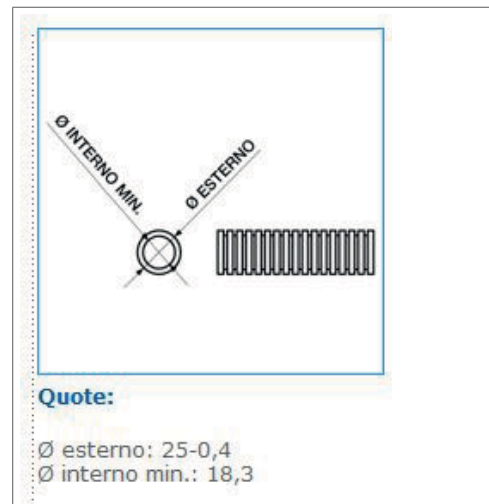 Ø INTERNO MIN.
Ø ESTERNO
Quote:
Ø esterno: 25-0,4
Ø interno min.: 18,3